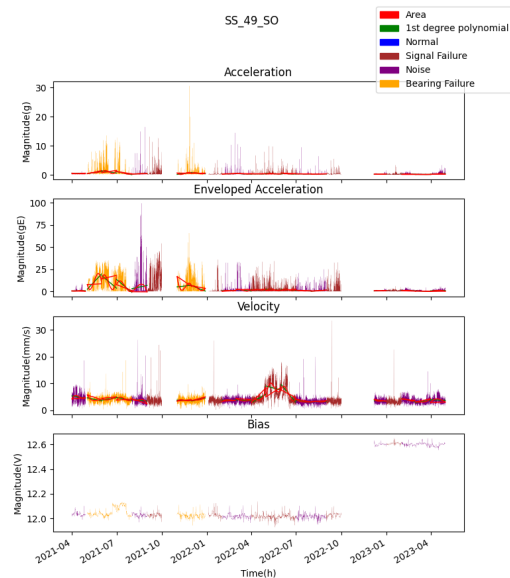 SS_49_SO
Area
1st degree polynomial
Normal
Signal Failure
Noise
Bearing Failure
Acceleration
Magnitude(g)
30
20
10
0
Enveloped Acceleration
Magnitude(gE)
100
75
50
25
0
Velocity
Magnitude(mm/s)
30
20
10
0
Bias
Magnitude(V)
12.6
12.4
12.2
12.0
2021-04
2021-07
2021-10
2022-01
2022-04
2022-07
2022-10
2023-01
2023-04
Time(h)